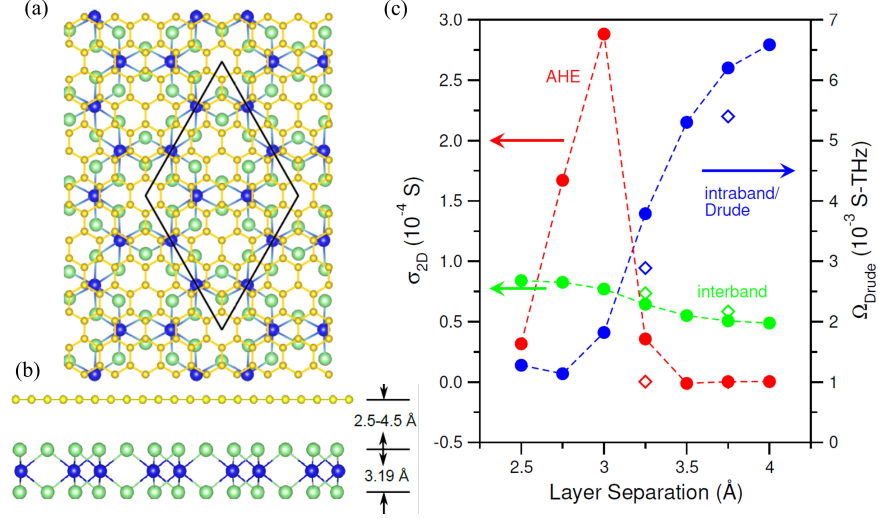 (a)
(b)
2.5-4.5 Å
3.19 Å
(c)
3.0
2.5
2.0
1.5
1.0
0.5
0.0
-0.5
σ2D (10-4 S)
AHE
intraband/
Drude
interband
7
6
5
4
3
2
1
0
ΩDrude (10-3 S-THz)
2.5
3
3.5
4
Layer Separation (Å)